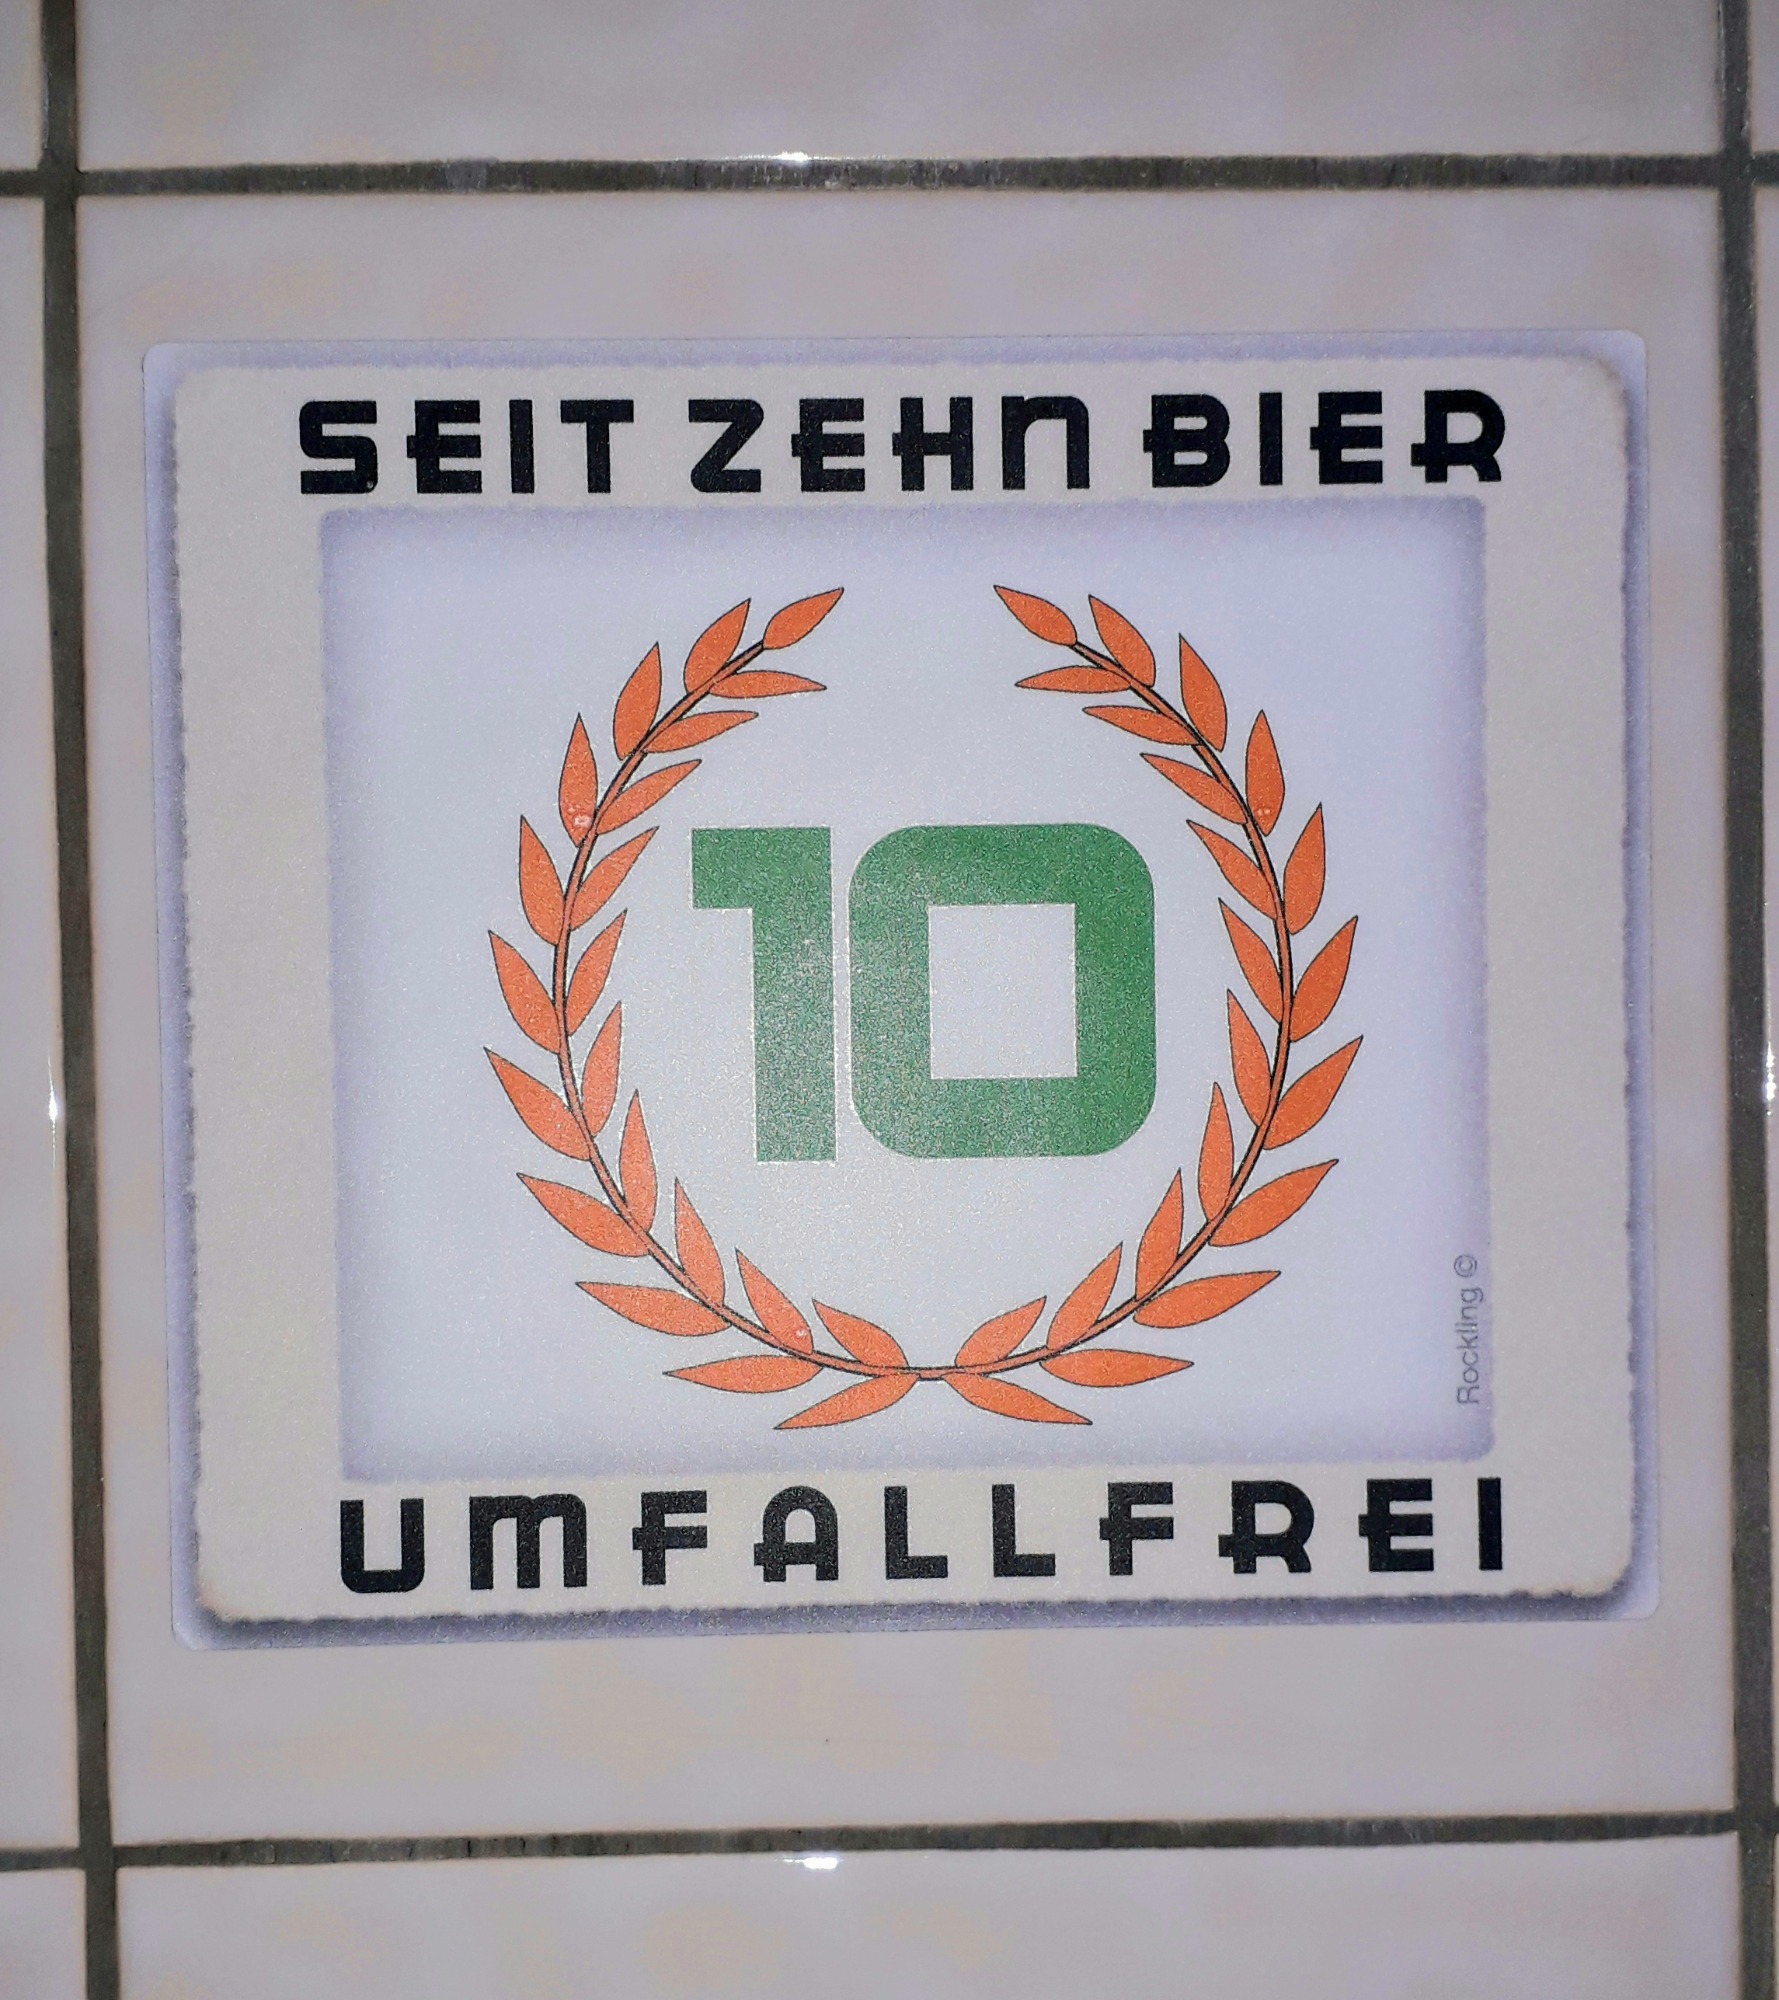 SEIT ZEHN BIER
10
Rockling ©
UMFALLFREI